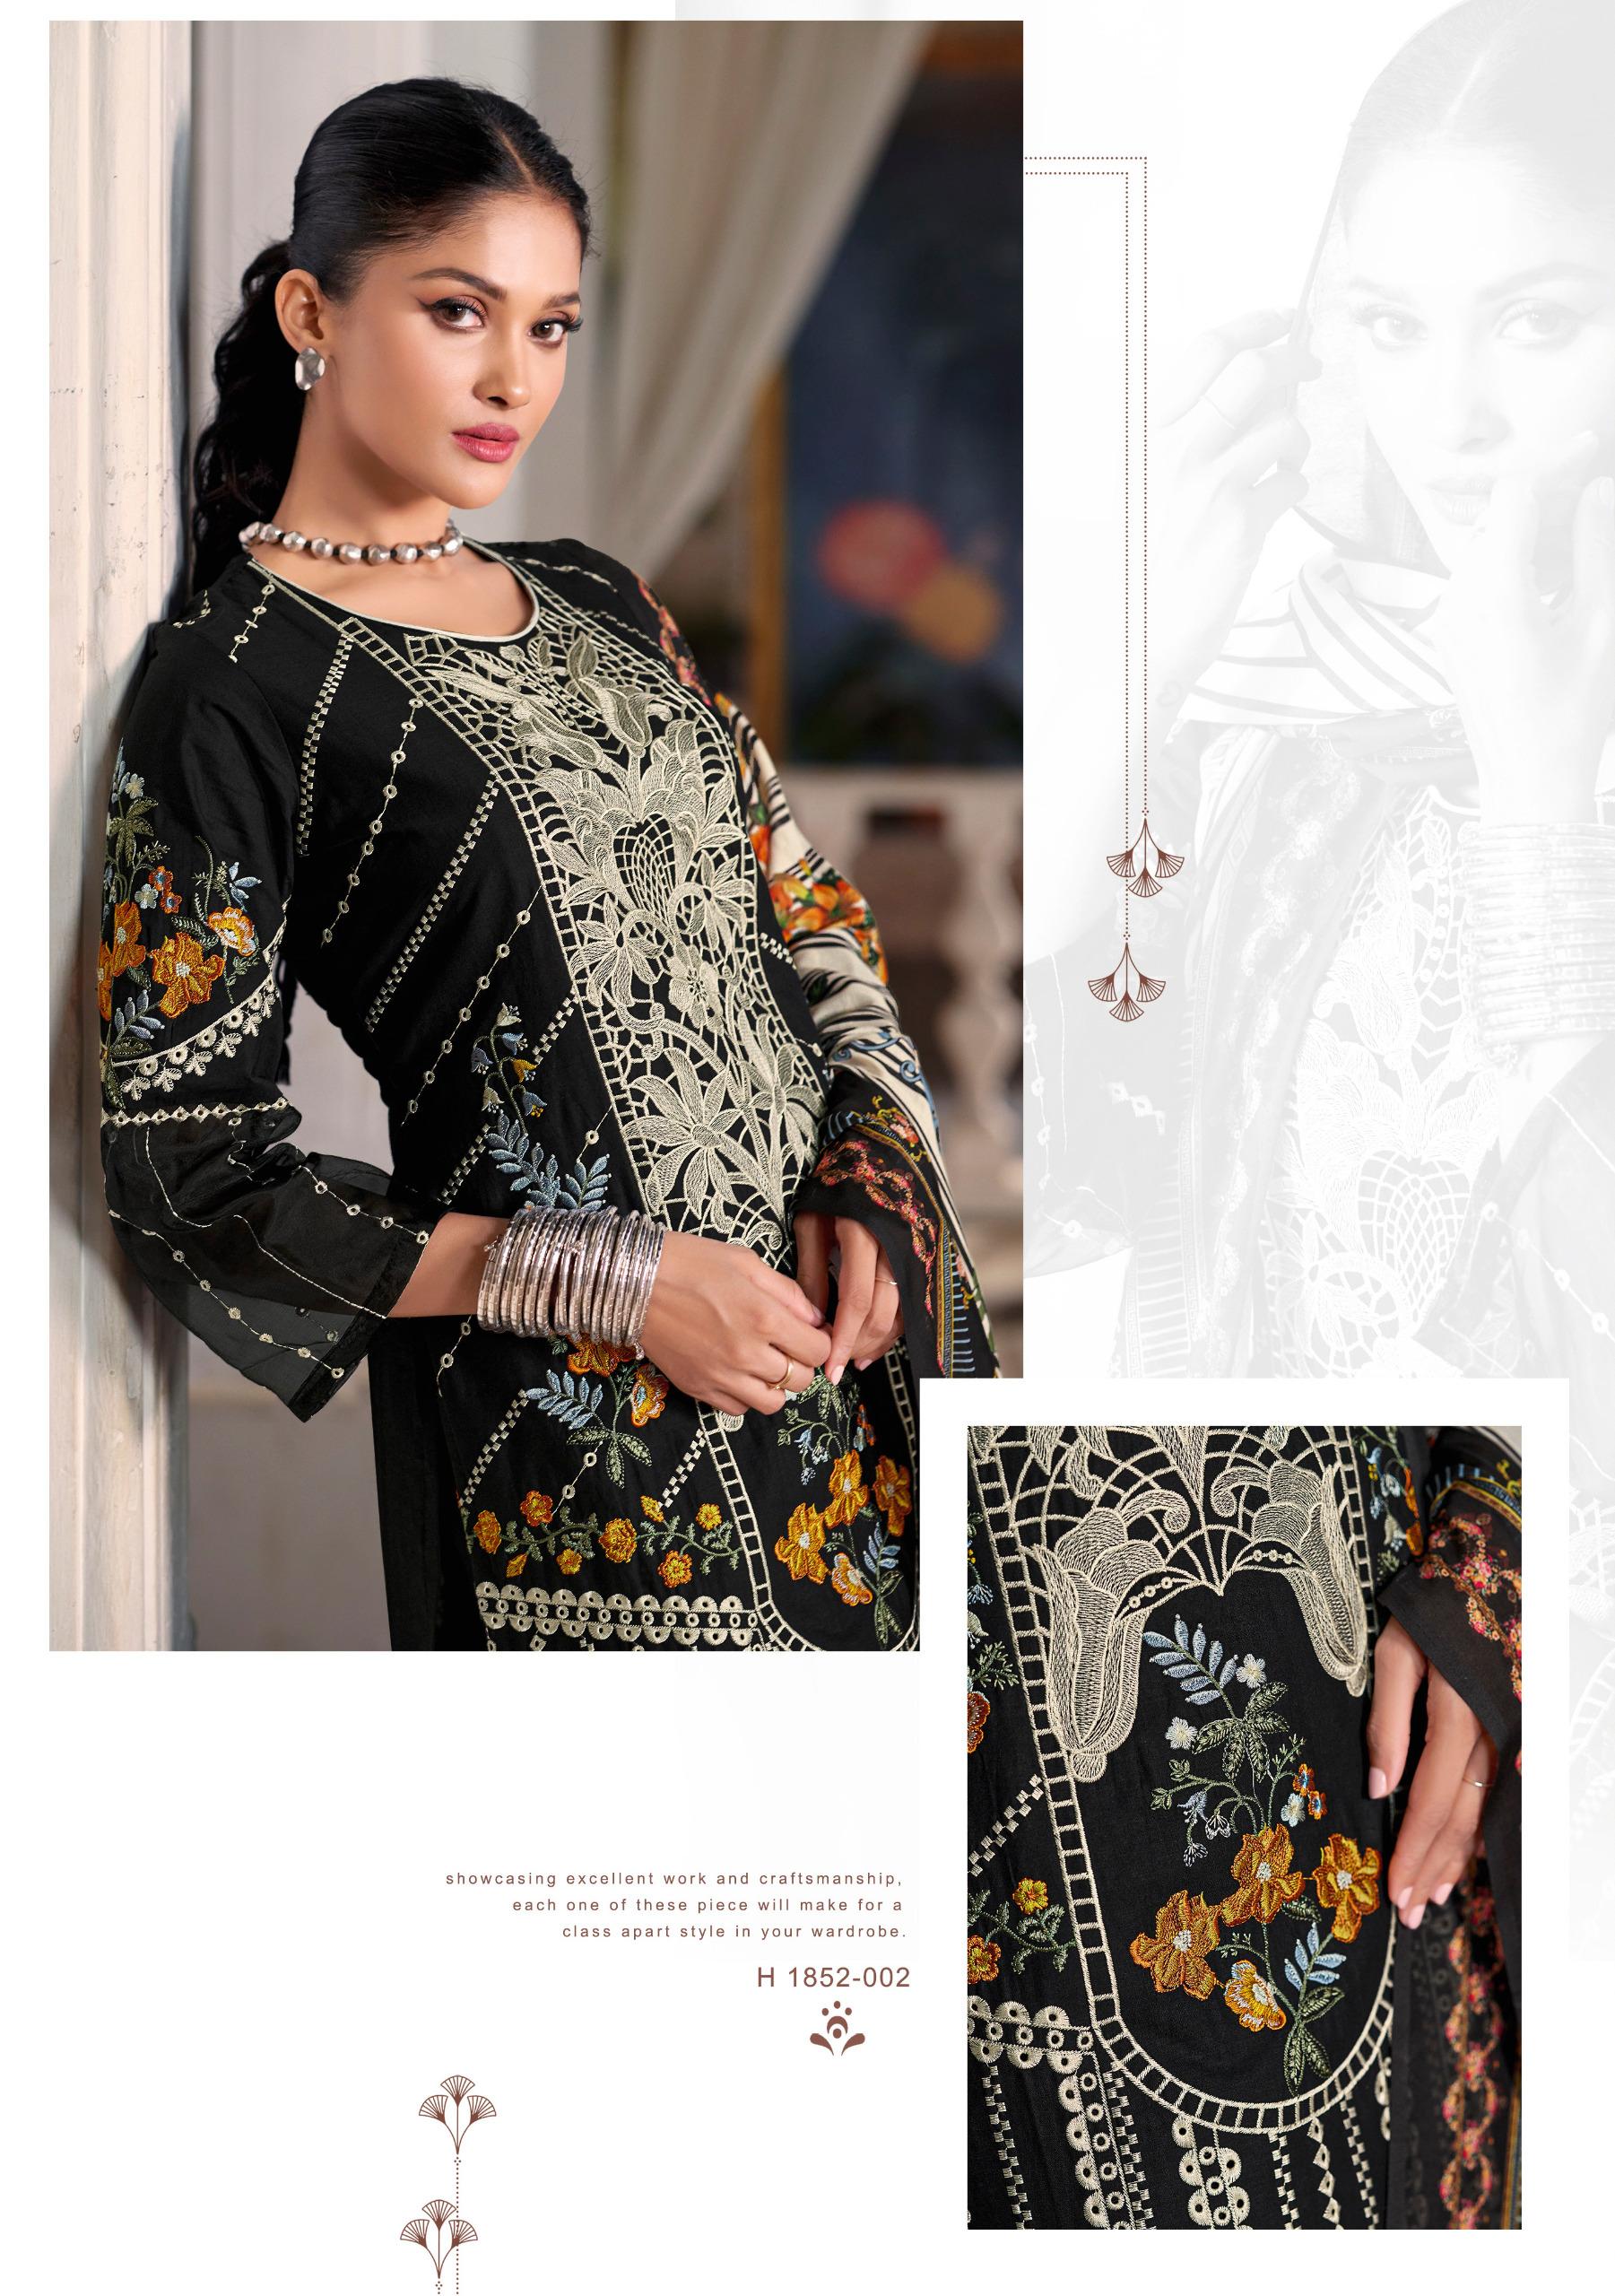 showcasing excellent work and craftsmanship,
each one of these piece will make for a
class apart style in your wardrobe.
H 1852-002